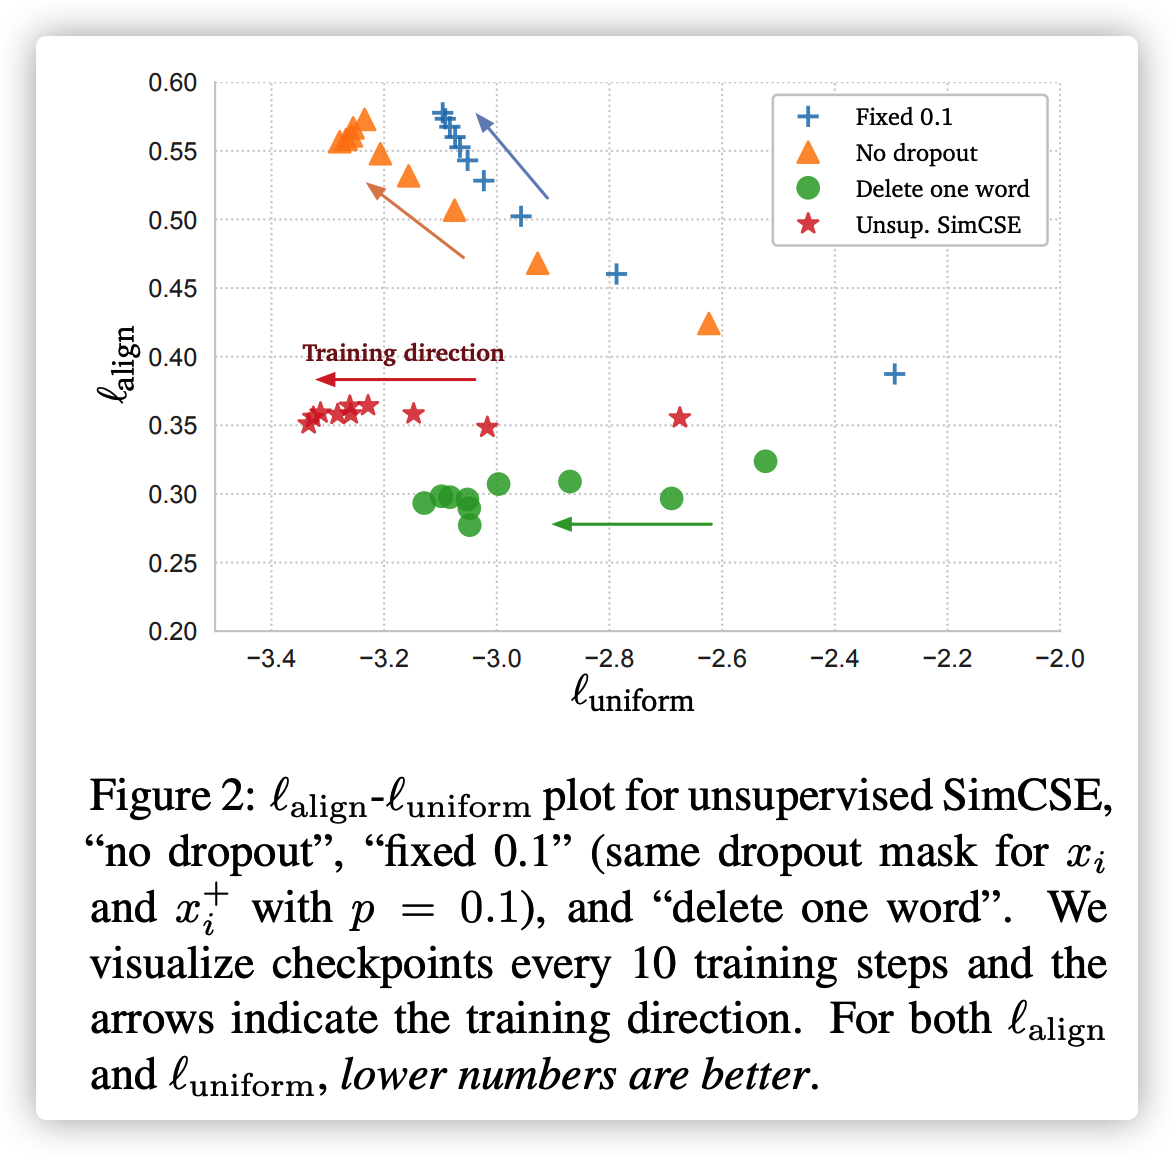 0.60
0.55
0.50
0.45
0.40
0.35
0.30
0.25
0.20
ℓalign
Fixed 0.1
No dropout
Delete one word
Unsup. SimCSE
Training direction
−3.4 −3.2 −3.0 −2.8 −2.6 −2.4 −2.2 −2.0
ℓuniform
Figure 2: ℓalign-ℓuniform plot for unsupervised SimCSE,
“no dropout”, “fixed 0.1” (same dropout mask for xi
and xi+ with p = 0.1), and “delete one word”. We
visualize checkpoints every 10 training steps and the
arrows indicate the training direction. For both ℓalign
and ℓuniform, lower numbers are better.